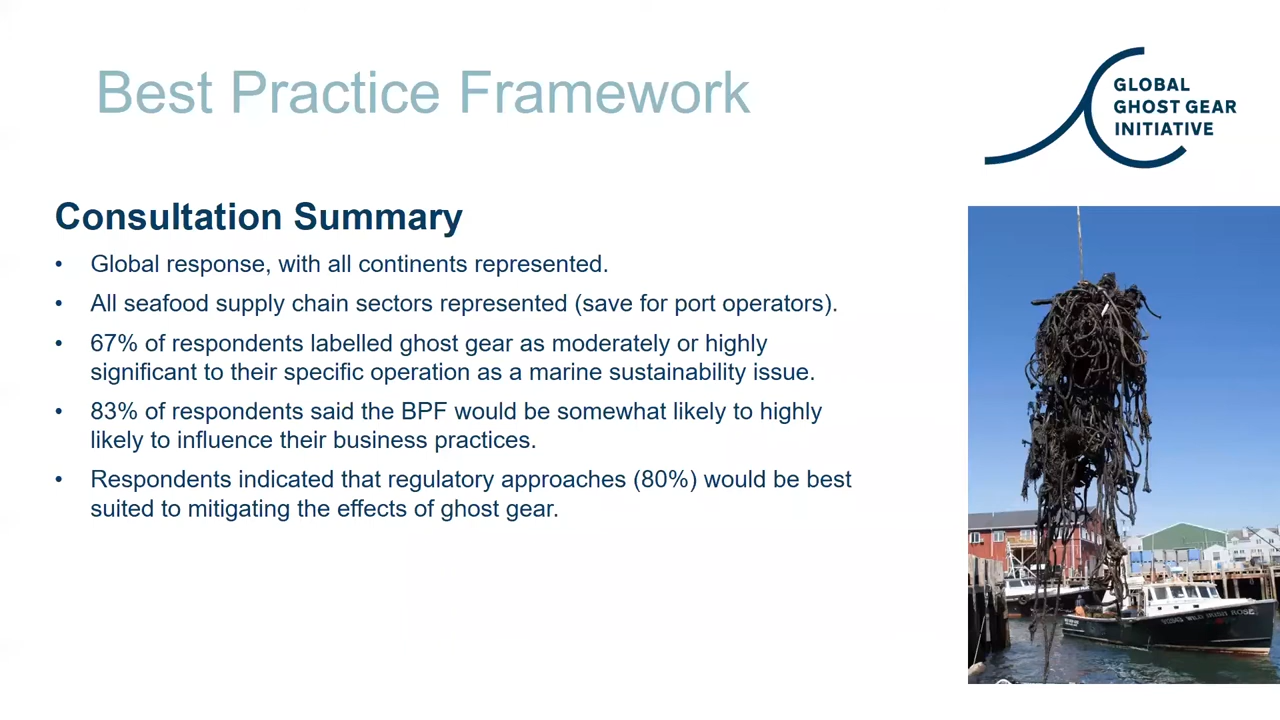 Best Practice Framework
GLOBAL
GHOST GEAR
INITIATIVE
Consultation Summary
• Global response, with all continents represented.
• All seafood supply chain sectors represented (save for port operators).
• 67% of respondents labelled ghost gear as moderately or highly
significant to their specific operation as a marine sustainability issue.
• 83% of respondents said the BPF would be somewhat likely to highly
likely to influence their business practices.
• Respondents indicated that regulatory approaches (80%) would be best
suited to mitigating the effects of ghost gear.
WILD IRISH ROSE